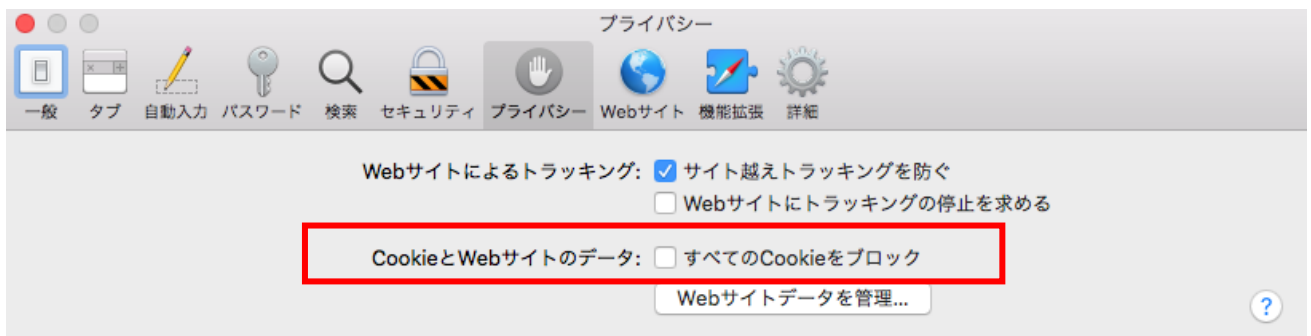 プライバシー
一般 タブ 自動入力 パスワード 検索 セキュリティ プライバシー Webサイト 機能拡張 詳細
Webサイトによるトラッキング: サイト越えトラッキングを防ぐ
Webサイトにトラッキングの停止を求める
CookieとWebサイトのデータ: すべてのCookieをブロック
Webサイトデータを管理...
?